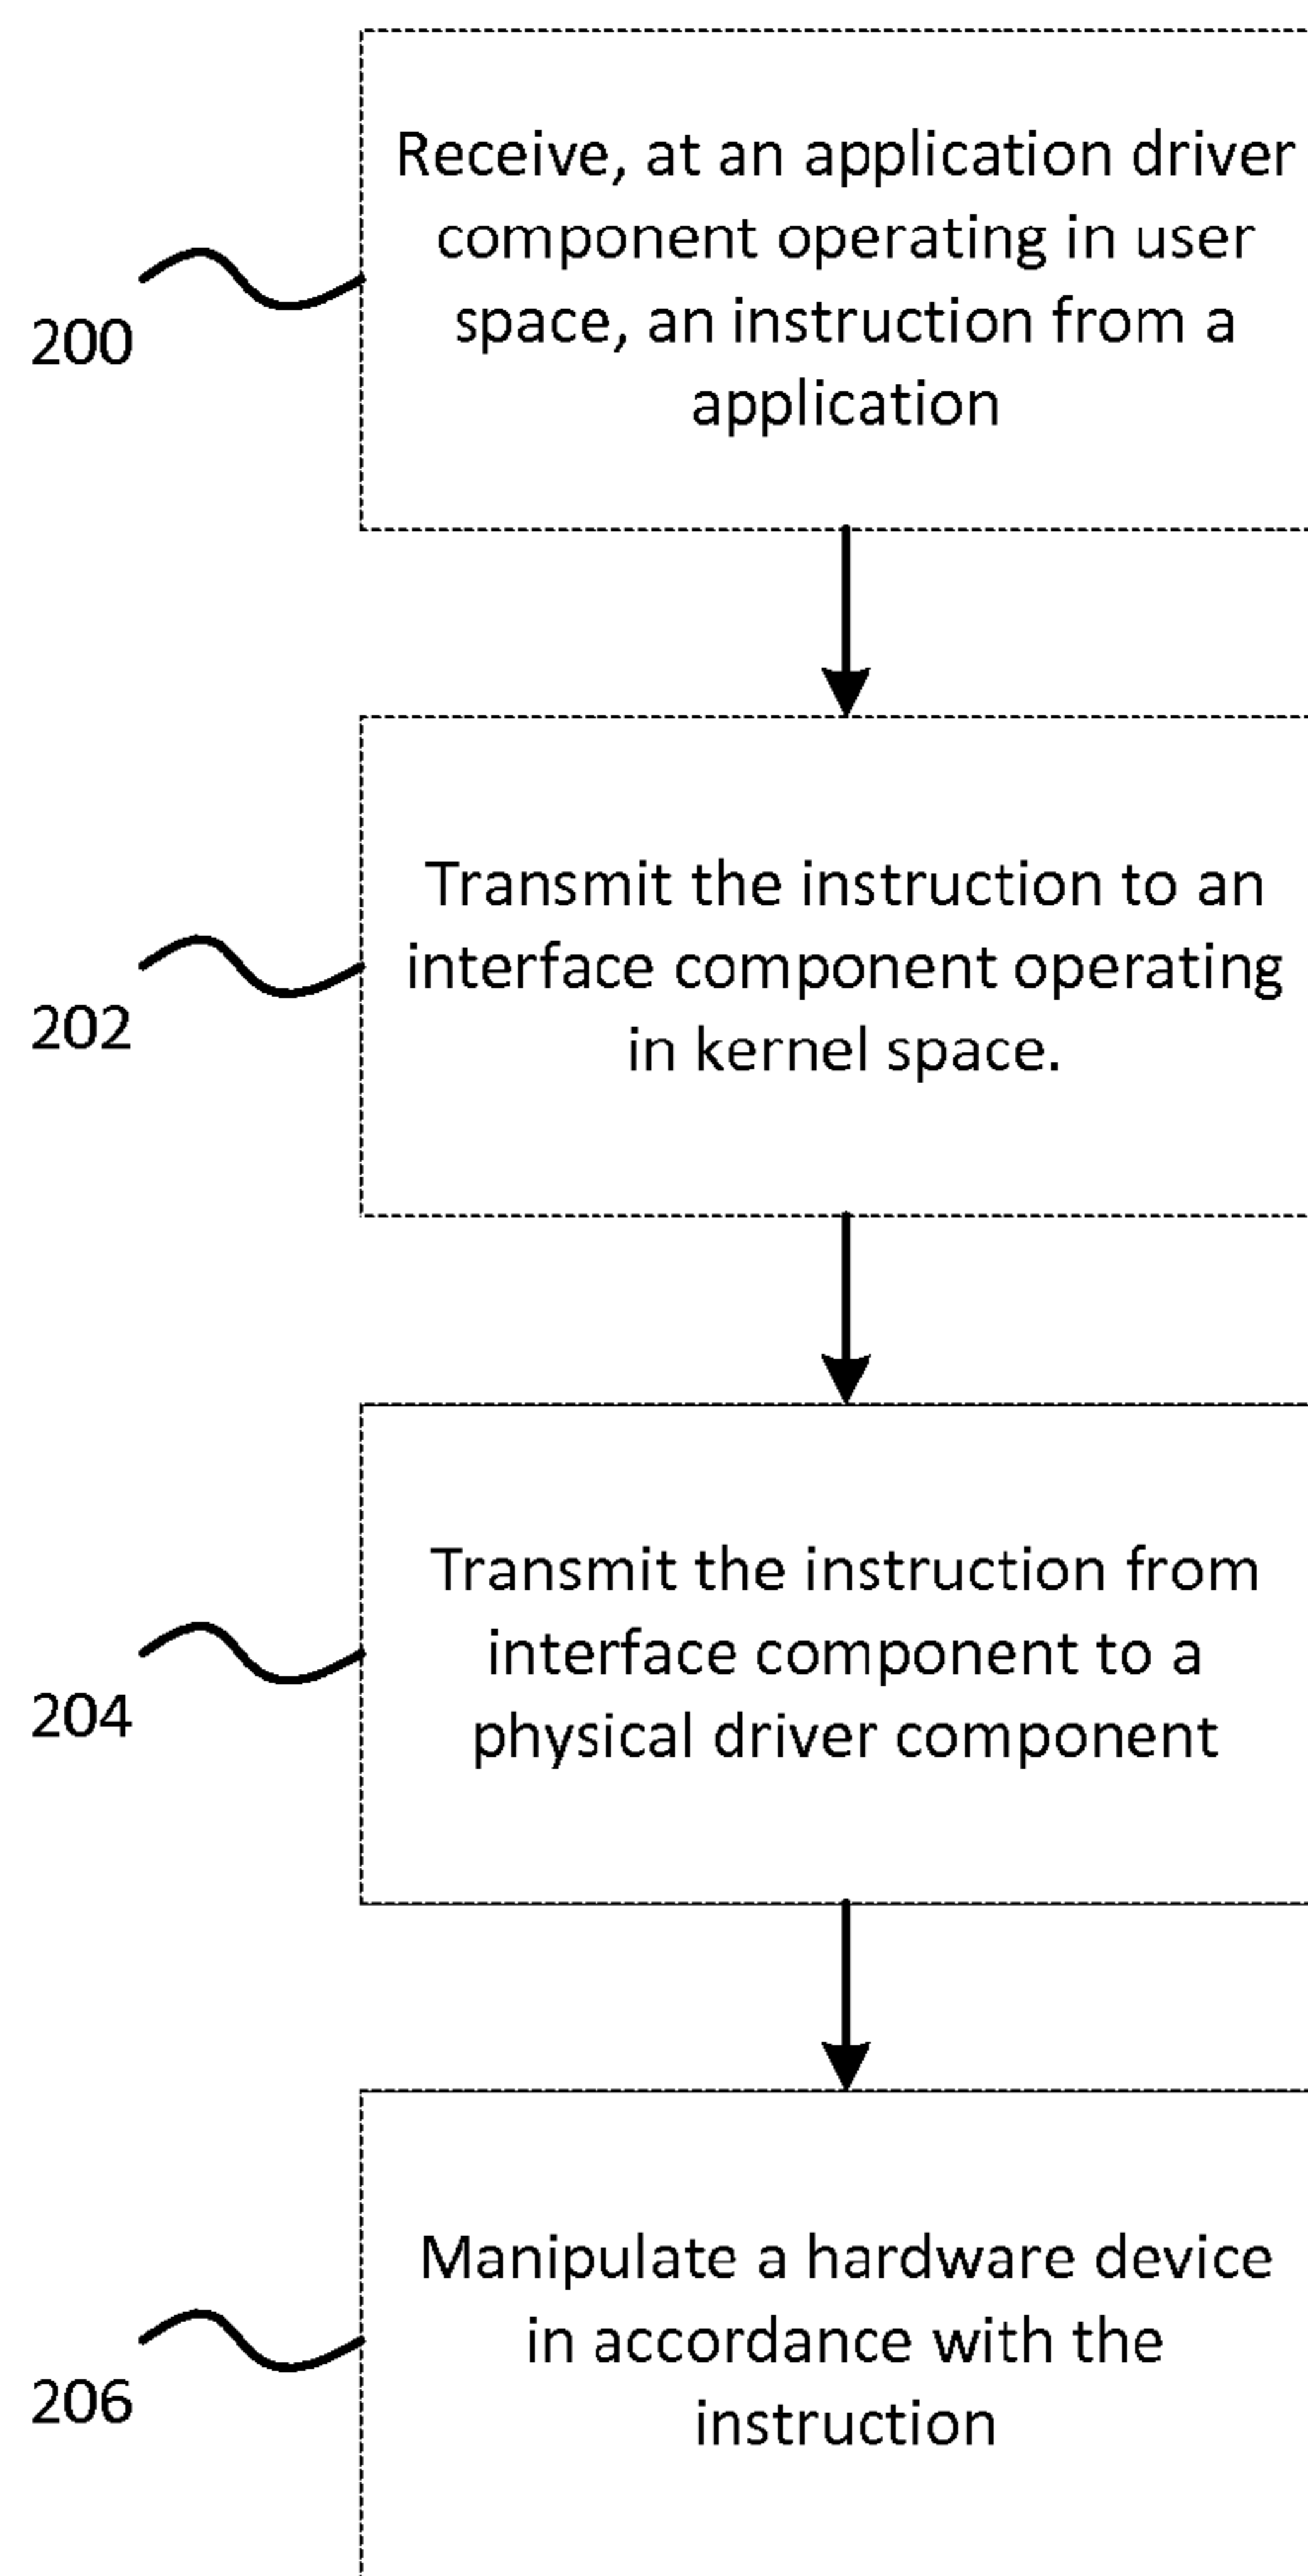 Receive, at an application driver
component operating in user
space, an instruction from a
application
200
Transmit the instruction to an
interface component operating
in kernel space.
202
Transmit the instruction from
interface component to a
physical driver component
204
Manipulate a hardware device
in accordance with the
instruction
206